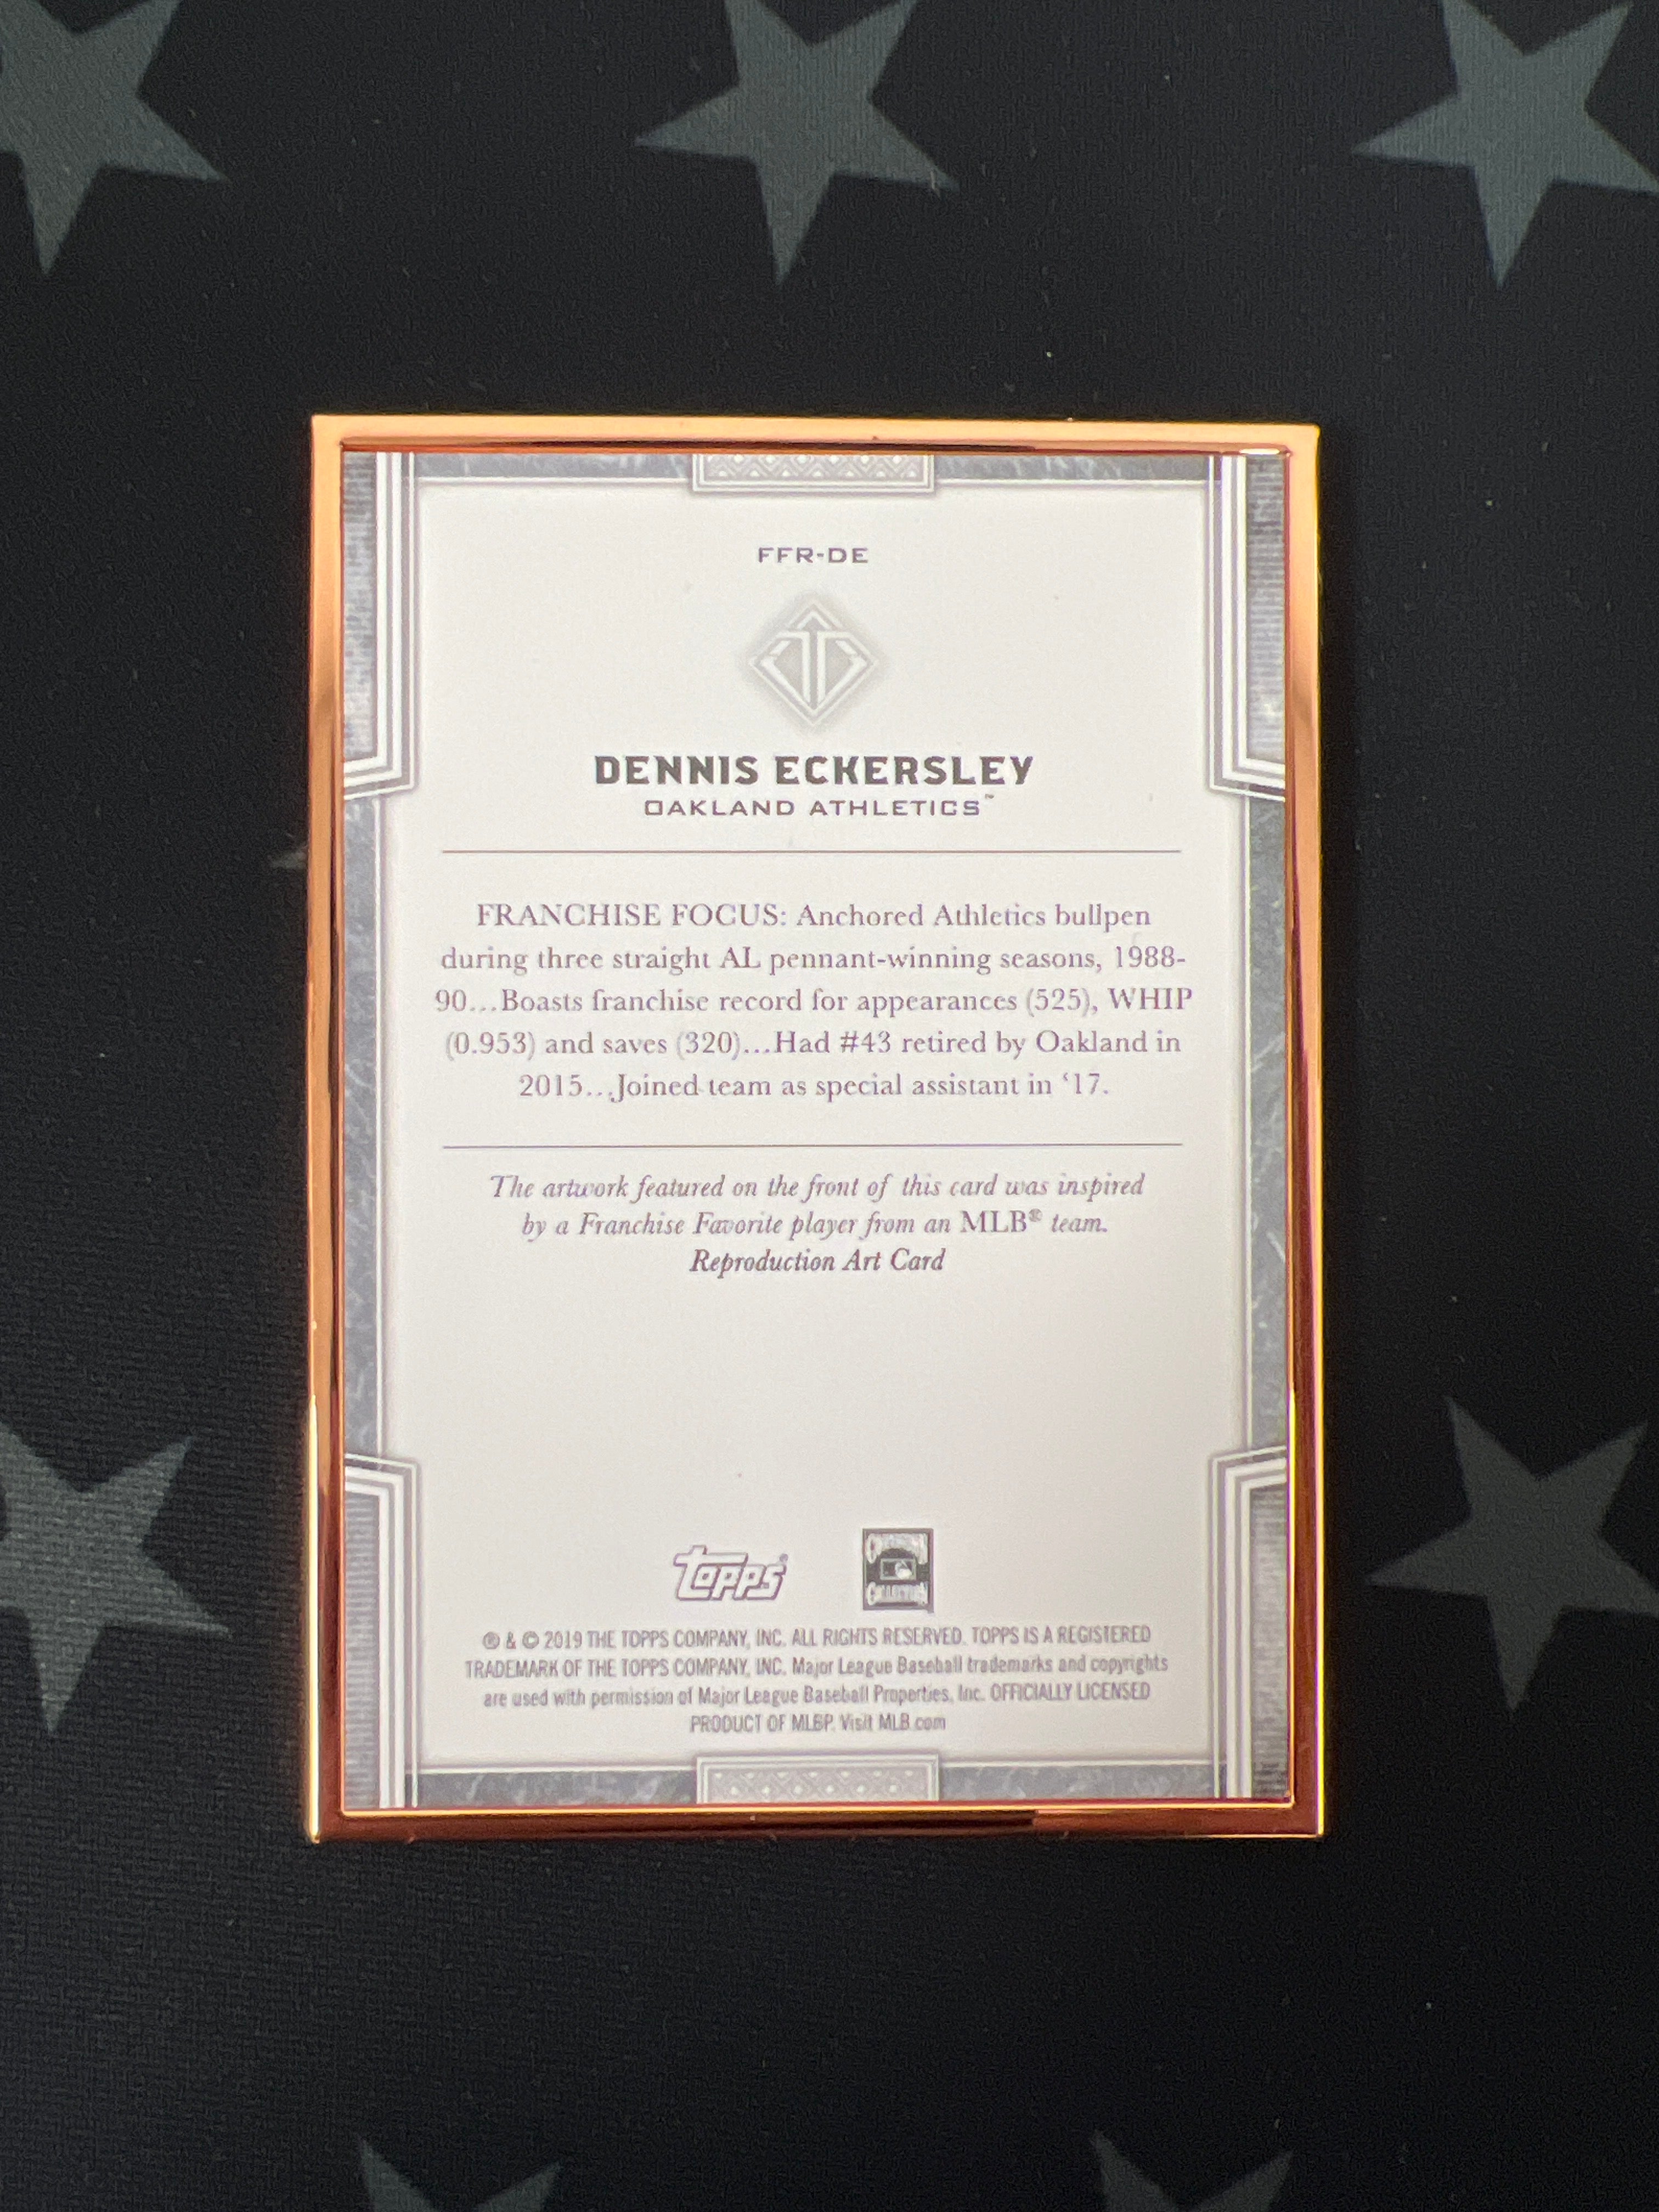 FFR-DE
DENNIS ECKERSLEY
OAKLAND ATHLETICS™
FRANCHISE FOCUS: Anchored Athletics bullpen
during three straight AL pennant-winning seasons, 1988-
90...Boasts franchise record for appearances (525), WHIP
(0.953) and saves (320)...Had #43 retired by Oakland in
2015...Joined team as special assistant in ‘17.
The artwork featured on the front of this card was inspired
by a Franchise Favorite player from an MLB® team.
Reproduction Art Card
Topps®
® & © 2019 THE TOPPS COMPANY, INC. ALL RIGHTS RESERVED. TOPPS IS A REGISTERED
TRADEMARK OF THE TOPPS COMPANY, INC. Major League Baseball trademarks and copyrights
are used with permission of Major League Baseball Properties, Inc. OFFICIALLY LICENSED
PRODUCT OF MLBP. Visit MLB.com